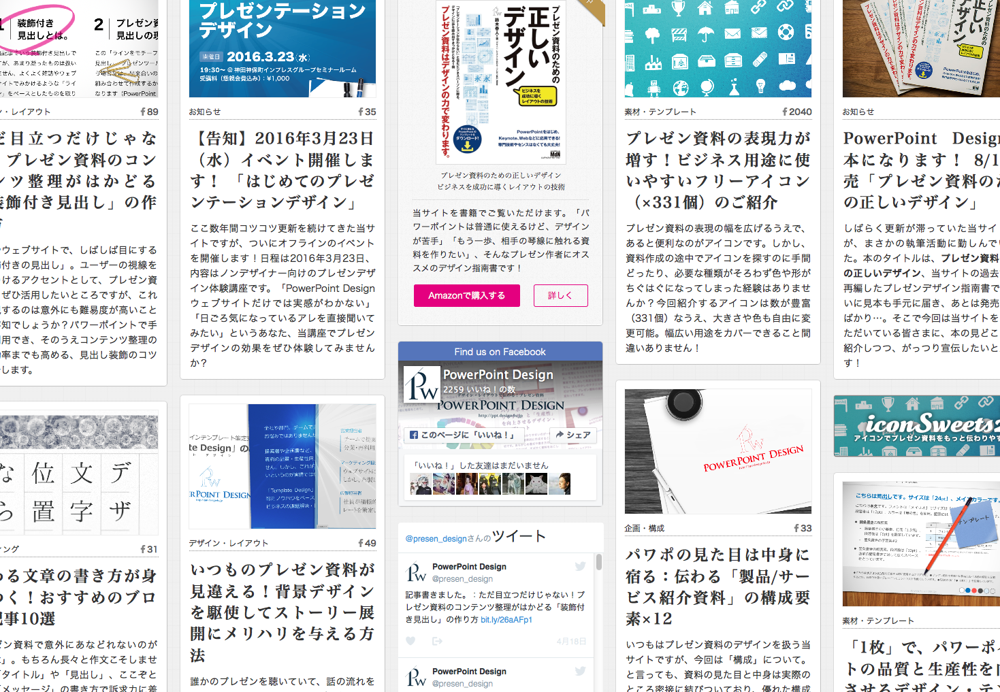 装飾付き
見出しとは。
2
ン・レイアウト
89
ど目立つだけじゃな
プレゼン資料のコン
ンツ整理がはかどる
装飾付き見出し」の作
ウェブサイトで、しばしば目にする
付きの見出し」。ユーザーの視線を
けるアクセントとして、プレゼン資
ぜひ活用したいところですが、これ
するのは意外にも難易度が高いこと
知でしょうか？パワーポイントで手
用でき、そのうえコンテンツ整理の
率までも高める、見出し装飾のコツ
します。
な位文デ
ら置字ザ
ング
31
わる文章の書き方が身
つく！おすすめのブロ
記事10選
ゼン資料で意外にあなどれないのが
」。もちろん長々と作文こそしませ
タイトル」や「見出し」、ここぞと
メッセージ」の書き方で訴求力に差
プレゼンテーション
デザイン
開催日 2016.3.23(水)
19:30〜 @ 神田神保町インプレスグループセミナールーム
受講料（懇親会費込み）：¥1,000
お知らせ
35
【告知】2016年3月23日
（水）イベント開催しま
す！ 「はじめてのプレゼ
ンテーションデザイン」
ここ数年間コツコツ更新を続けてきた当サ
イトですが、ついにオフラインのイベント
を開催します！日程は2016年3月23日、
内容はノンデザイナー向けのプレゼンデザ
イン体験講座です。「PowerPoint Design
ウェブサイトだけでは実感がわかない」
「日ごろ気になっているアレを直接聞いて
みたい」というあなた、当講座でプレゼン
デザインの効果をぜひ体験してみません
か？
デザイン・レイアウト
49
いつものプレゼン資料が
見違える！背景デザイン
を駆使してストーリー展
開にメリハリを与える方
法
誰かのプレゼンを聴いていて、話の流れを
プレゼン資料のための
正しい
デザイン
プレゼン資料はデザインの力で変わります。
ビジネスを
成功に導く
レイアウトの技術
PowerPointをはじめ、
Keynote、Webなどに応用できる！
専門技術やセンスはなくても大丈夫！
MdN
プレゼン資料のための正しいデザイン
ビジネスを成功に導くレイアウトの技術
当サイトを書籍でご覧いただけます。「パ
ワーポイントは普通に使えるけど、デザイン
が苦手」「もう一歩、相手の琴線に触れる資
料を作りたい」、そんなプレゼン作者にオス
スメのデザイン指南書です！
Amazonで購入する
詳しく
Find us on Facebook
PowerPoint Design
2259 いいね！の数
POWERPOINT DESIGN
このページに「いいね！」
シェア
「いいね！」した友達はまだいません
@presen_designさんのツイート
PowerPoint Design
@presen_design
記事書きました。：ただ目立つだけじゃない！プ
レゼン資料のコンテンツ整理がはかどる「装飾付
き見出し」の作り方 bit.ly/26aAFp1
4月18日
PowerPoint Design
@presen_design
素材・テンプレート
2040
プレゼン資料の表現力が
増す！ビジネス用途に使
いやすいフリーアイコン
（×331個）のご紹介
プレゼン資料の表現の幅を広げるうえで、
あると便利なのがアイコンです。しかし、
資料作成の途中でアイコンを探すのに手間
どったり、必要な種類がそろわず色や形が
ちぐはぐになってしまった経験はありませ
んか？今回紹介するアイコンは数が豊富
（331個）なうえ、大きさや色も自由に変
更可能。幅広い用途をカバーできること間
違いありません！
POWERPOINT DESIGN
企画・構成
33
パワポの見た目は中身に
宿る：伝わる「製品/サー
ビス紹介資料」の構成要
素×12
いつもはプレゼン資料のデザインを扱う当
サイトですが、今回は「構成」について。
と言っても、資料の見た目と中身は実際の
ところ密接に結びついており、優れた構成
お知らせ
PowerPoint Design
本になります！ 8/1
売「プレゼン資料のた
の正しいデザイン」
しばらく更新が滞っていた当サイ
が、まさかの執筆活動に勤しんでい
た。本のタイトルは、プレゼン資料
の正しいデザイン、当サイトの過去
再編したプレゼンデザイン指南書で
いに見本も手元に届き、あとは発売
ばかり…。そこで今回は当サイトを
ただいている皆さまに、本の見どこ
紹介しつつ、がっつり宣伝したいと
す！
iconSweets2
アイコンでプレゼン資料をもっと伝わりやす
こちらは見出しです。サイズは「24pt」、メインカラーです。
テンプレート
素材・テンプレート
「1枚」で、パワーポイ
トの品質と生産性を向
させるデザイン・テン